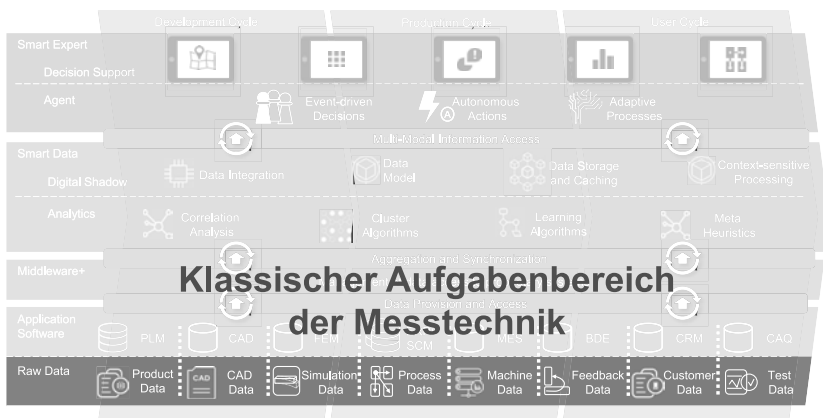 Development Cycle
Production Cycle
User Cycle
Smart Expert
Decision Support
Agent
Event-driven
Decisions
Autonomous
Actions
Adaptive
Processes
Multi-Modal Information Access
Smart Data
Digital Shadow
Data Integration
Data
Model
Data Storage
and Caching
Context-sensitive
Processing
Analytics
Correlation
Analysis
Cluster
Algorithms
Learning
Algorithms
Meta
Heuristics
Aggregation and Synchronization
Middleware+
Klassischer Aufgabenbereich
der Messtechnik
Data Provision and Access
Application
Software
PLM
CAD
FEM
SCM
MES
BDE
CRM
CAQ
Raw Data
Product
Data
CAD
CAD
Data
Simulation
Data
Process
Data
Machine
Data
Feedback
Data
Customer
Data
Test
Data